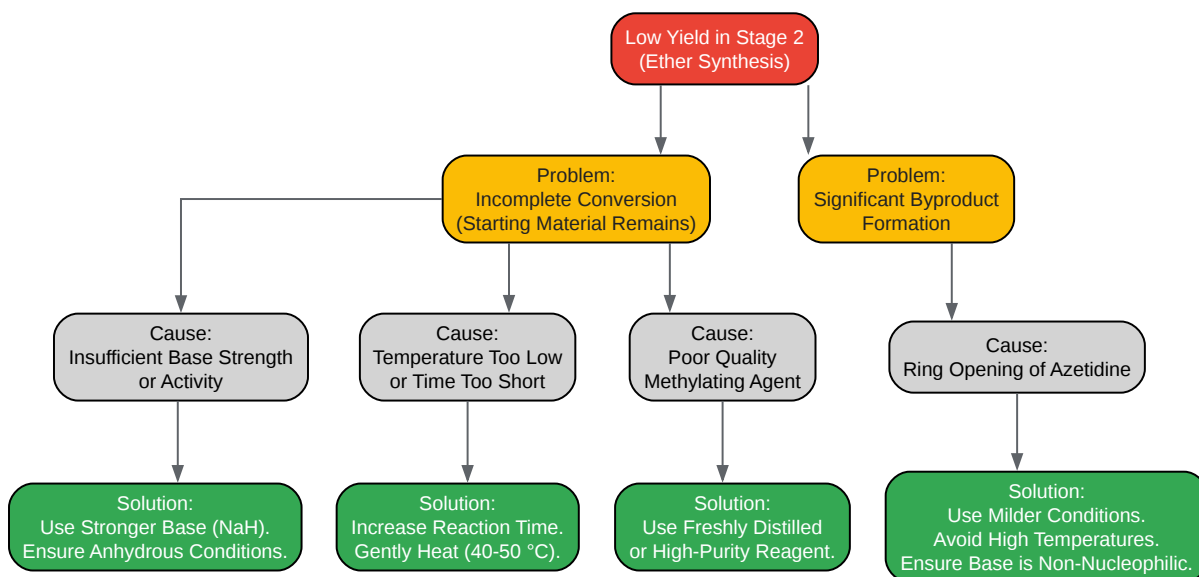 Low Yield in Stage 2
(Ether Synthesis)
Problem:
Incomplete Conversion
(Starting Material Remains)
Problem:
Significant Byproduct
Formation
Cause:
Insufficient Base Strength
or Activity
Cause:
Temperature Too Low
or Time Too Short
Cause:
Poor Quality
Methylating Agent
Cause:
Ring Opening of Azetidine
Solution:
Use Stronger Base (NaH).
Ensure Anhydrous Conditions.
Solution:
Increase Reaction Time.
Gently Heat (40-50 °C).
Solution:
Use Freshly Distilled
or High-Purity Reagent.
Solution:
Use Milder Conditions.
Avoid High Temperatures.
Ensure Base is Non-Nucleophilic.